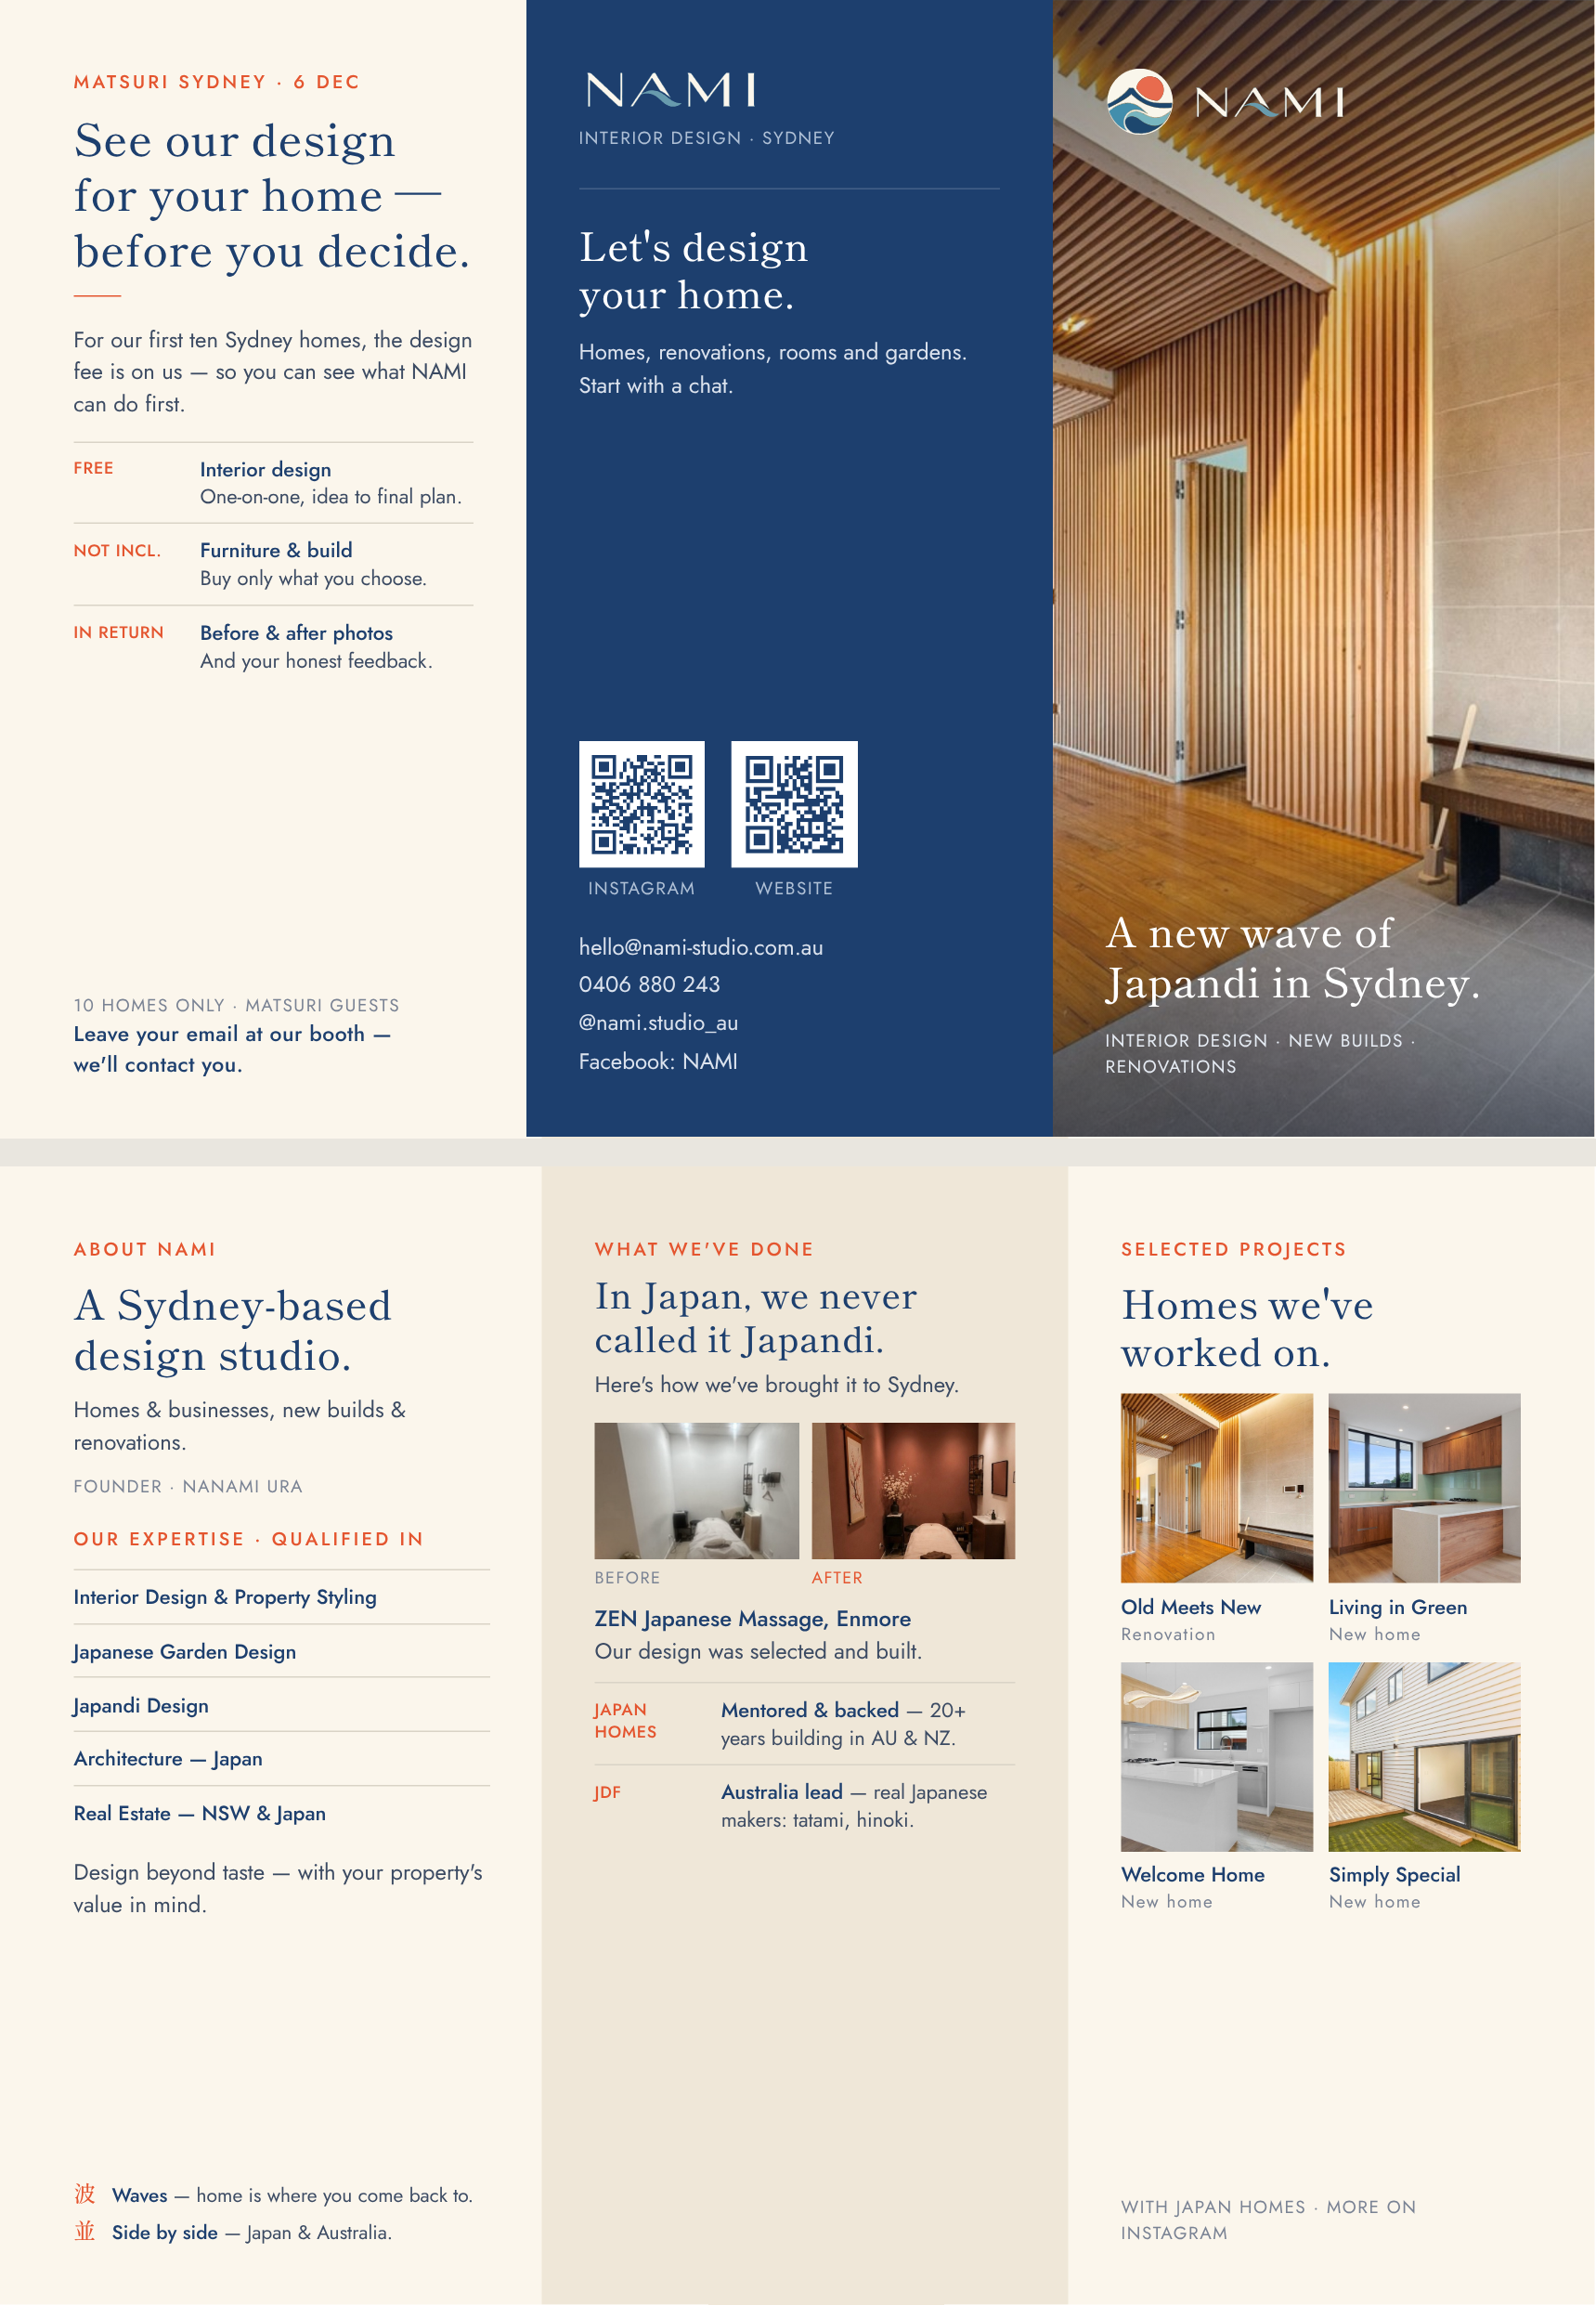 MATSURI SYDNEY · 6 DEC
See our design
for your home —
before you decide.
For our first ten Sydney homes, the design
fee is on us — so you can see what NAMI
can do first.
FREE
Interior design
One-on-one, idea to final plan.
NOT INCL.
Furniture & build
Buy only what you choose.
IN RETURN
Before & after photos
And your honest feedback.
10 HOMES ONLY · MATSURI GUESTS
Leave your email at our booth —
we'll contact you.
NAMI
INTERIOR DESIGN · SYDNEY
Let's design
your home.
Homes, renovations, rooms and gardens.
Start with a chat.
INSTAGRAM
WEBSITE
hello@nami-studio.com.au
0406 880 243
@nami.studio_au
Facebook: NAMI
NAMI
A new wave of
Japandi in Sydney.
INTERIOR DESIGN · NEW BUILDS ·
RENOVATIONS
ABOUT NAMI
A Sydney-based
design studio.
Homes & businesses, new builds &
renovations.
FOUNDER · NANAMI URA
OUR EXPERTISE · QUALIFIED IN
Interior Design & Property Styling
Japanese Garden Design
Japandi Design
Architecture — Japan
Real Estate — NSW & Japan
Design beyond taste — with your property's
value in mind.
波 Waves — home is where you come back to.
並 Side by side — Japan & Australia.
WHAT WE'VE DONE
In Japan, we never
called it Japandi.
Here's how we've brought it to Sydney.
BEFORE
AFTER
ZEN Japanese Massage, Enmore
Our design was selected and built.
JAPAN
HOMES
Mentored & backed — 20+
years building in AU & NZ.
JDF
Australia lead — real Japanese
makers: tatami, hinoki.
SELECTED PROJECTS
Homes we've
worked on.
Old Meets New
Renovation
Living in Green
New home
Welcome Home
New home
Simply Special
New home
WITH JAPAN HOMES · MORE ON
INSTAGRAM